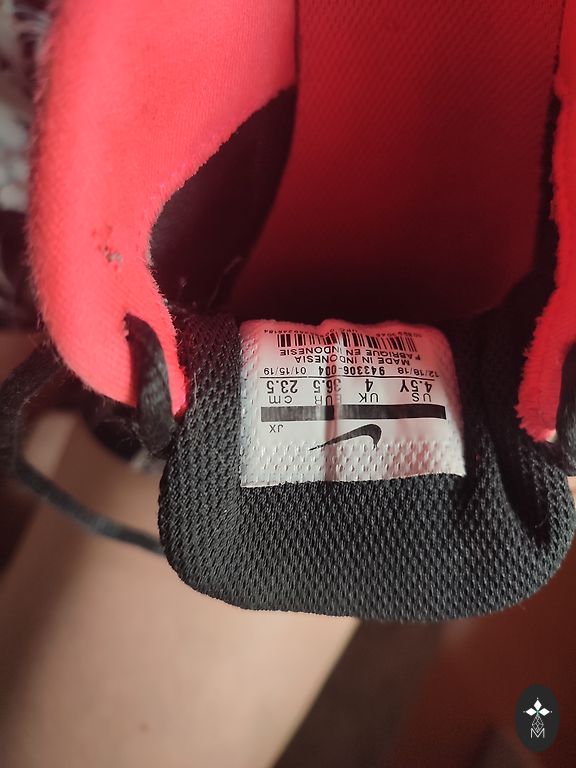 JX
US UK EUR cm
4.5Y 4 36.5 23.5
12/18/18 943306-004 01/15/19
MADE IN INDONESIA
FABRIQUE EN INDONESIE
M